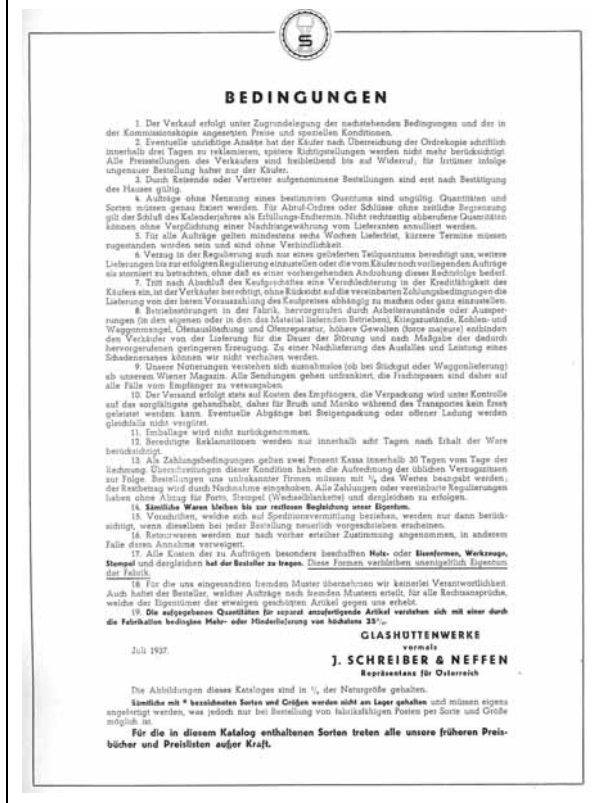 S
BEDINGUNGEN
1. Der Verkauf erfolgt unter Zugrundelegung der nachstehenden Bedingungen und der in
der Kommissionskopie angesetzten Preise und speziellen Konditionen.
2. Eventuelle unrichtige Ansätze hat der Käufer nach Überreichung der Ordrekopie schriftlich
innerhalb drei Tagen zu reklamieren, spätere Richtigstellungen werden nicht mehr berücksichtigt.
Alle Preisstellungen des Verkäufers sind freibleibend bis auf Widerruf; für Irrtümer infolge
ungenauer Bestellung haftet nur der Käufer.
3. Durch Reisende oder Vertreter aufgenommene Bestellungen sind erst nach Bestätigung
des Hauses gültig.
4. Aufträge ohne Nennung eines bestimmten Quantums sind ungültig. Quantitäten und
Sorten müssen genau fixiert werden. Für Abruf-Ordres oder Schlüsse ohne zeitliche Begrenzung
gilt der Schluß des Kalenderjahres als Erfüllungs-Endtermin. Nicht rechtzeitig abberufene Quantitäten
können ohne Verpflichtung einer Nachfristgewährung vom Lieferanten annulliert werden.
5. Für alle Aufträge gelten mindestens sechs Wochen Lieferfrist, kürzere Termine müssen
zugestanden worden sein und sind ohne Verbindlichkeit.
6. Verzug in der Regulierung auch nur eines gelieferten Teilquantums berechtigt uns, weitere
Lieferungen bis zur erfolgten Regulierung einzustellen oder die vom Käufer noch vorliegenden Aufträge
als storniert zu betrachten, ohne daß es einer vorhergehenden Androhung dieser Rechtsfolge bedarf.
7. Tritt nach Abschluß des Kaufgeschäftes eine Verschlechterung in der Kreditfähigkeit des
Käufers ein, ist der Verkäufer berechtigt, ohne Rücksicht auf die vereinbarten Zahlungsbedingungen die
Lieferung von der baren Vorauszahlung des Kaufpreises abhängig zu machen oder ganz einzustellen.
8. Betriebsstörungen in der Fabrik, hervorgerufen durch Arbeiterausstände oder Aussper-
rungen (in den eigenen oder in den das Material liefernden Betrieben), Kriegszustände, Kohlen- und
Waggonmangel, Ofenauslöschung und Ofenreparatur, höhere Gewalten (force majeure) entbinden
den Verkäufer von der Lieferung für die Dauer der Störung und nach Maßgabe der dadurch
hervorgerufenen geringeren Erzeugung. Zu einer Nachlieferung des Ausfalles und Leistung eines
Schadenersatzes können wir nicht verhalten werden.
9. Unsere Notierungen verstehen sich ausnahmslos (ob bei Stückgut oder Waggonlieferung)
ab unserem Wiener Magazin. Alle Sendungen gehen unfrankiert, die Frachtspesen sind daher auf
alle Fälle vom Empfänger zu verausgaben.
10. Der Versand erfolgt stets auf Kosten des Empfängers, die Verpackung wird unter Kontrolle
auf das sorgfältigste gehandhabt, daher für Bruch und Manko während des Transportes kein Ersatz
geleistet werden kann. Eventuelle Abgänge bei Steigenpackung oder offener Ladung werden
gleichfalls nicht vergütet.
11. Emballage wird nicht zurückgenommen.
12. Berechtigte Reklamationen werden nur innerhalb acht Tagen nach Erhalt der Ware
berücksichtigt.
13. Als Zahlungsbedingungen gelten zwei Prozent Kassa innerhalb 30 Tagen vom Tage der
Rechnung. Überschreitungen dieser Kondition haben die Aufrechnung der üblichen Verzugszinsen
zur Folge. Bestellungen uns unbekannter Firmen müssen mit des Wertes beangabt werden;
der Restbetrag wird durch Nachnahme eingehoben. Alle Zahlungen oder vereinbarte Regulierungen
haben ohne Abzug für Porto, Stempel (Wechselblankette) und dergleichen zu erfolgen.
14. Sämtliche Waren bleiben bis zur restlosen Begleichung unser Eigentum.
15. Vorschriften, welche sich auf Speditionsvermittlung beziehen, werden nur dann berück-
sichtigt, wenn dieselben bei jeder Bestellung neuerlich vorgeschrieben erscheinen.
16. Retourwaren werden nur nach vorher erteilter Zustimmung angenommen, in anderem
Falle deren Annahme verweigert.
17. Alle Kosten der zu Aufträgen besonders beschafften Holz- oder Eisenformen, Werkzeuge,
Stempel und dergleichen hat der Besteller zu tragen. Diese Formen verbleiben unentgeltlich Eigentum
der Fabrik.
18. Für die uns eingesandten fremden Muster übernehmen wir keinerlei Verantwortlichkeit.
Auch haftet der Besteller, welcher Aufträge nach fremden Mustern erteilt, für alle Rechtsansprüche,
welche der Eigentümer der etwaigen geschützten Artikel gegen uns erhebt.
19. Die aufgegebenen Quantitäten für separat anzufertigende Artikel verstehen sich mit einer durch
die Fabrikation bedingten Mehr- oder Minderlieferung von höchstens 25%.
GLASHÜTTENWERKE
vormals
Juli 1937.
J. SCHREIBER & NEFFEN
Repräsentanz für Österreich
Die Abbildungen dieses Kataloges sind in der Naturgröße gehalten.
Sämtliche mit * bezeichneten Sorten und Größen werden nicht am Lager gehalten und müssen eigens
angefertigt werden, was jedoch nur bei Bestellung von fabriksfähigen Posten per Sorte und Größe
möglich ist.
Für die in diesem Katalog enthaltenen Sorten treten alle unsere früheren Preis-
bücher und Preislisten außer Kraft.